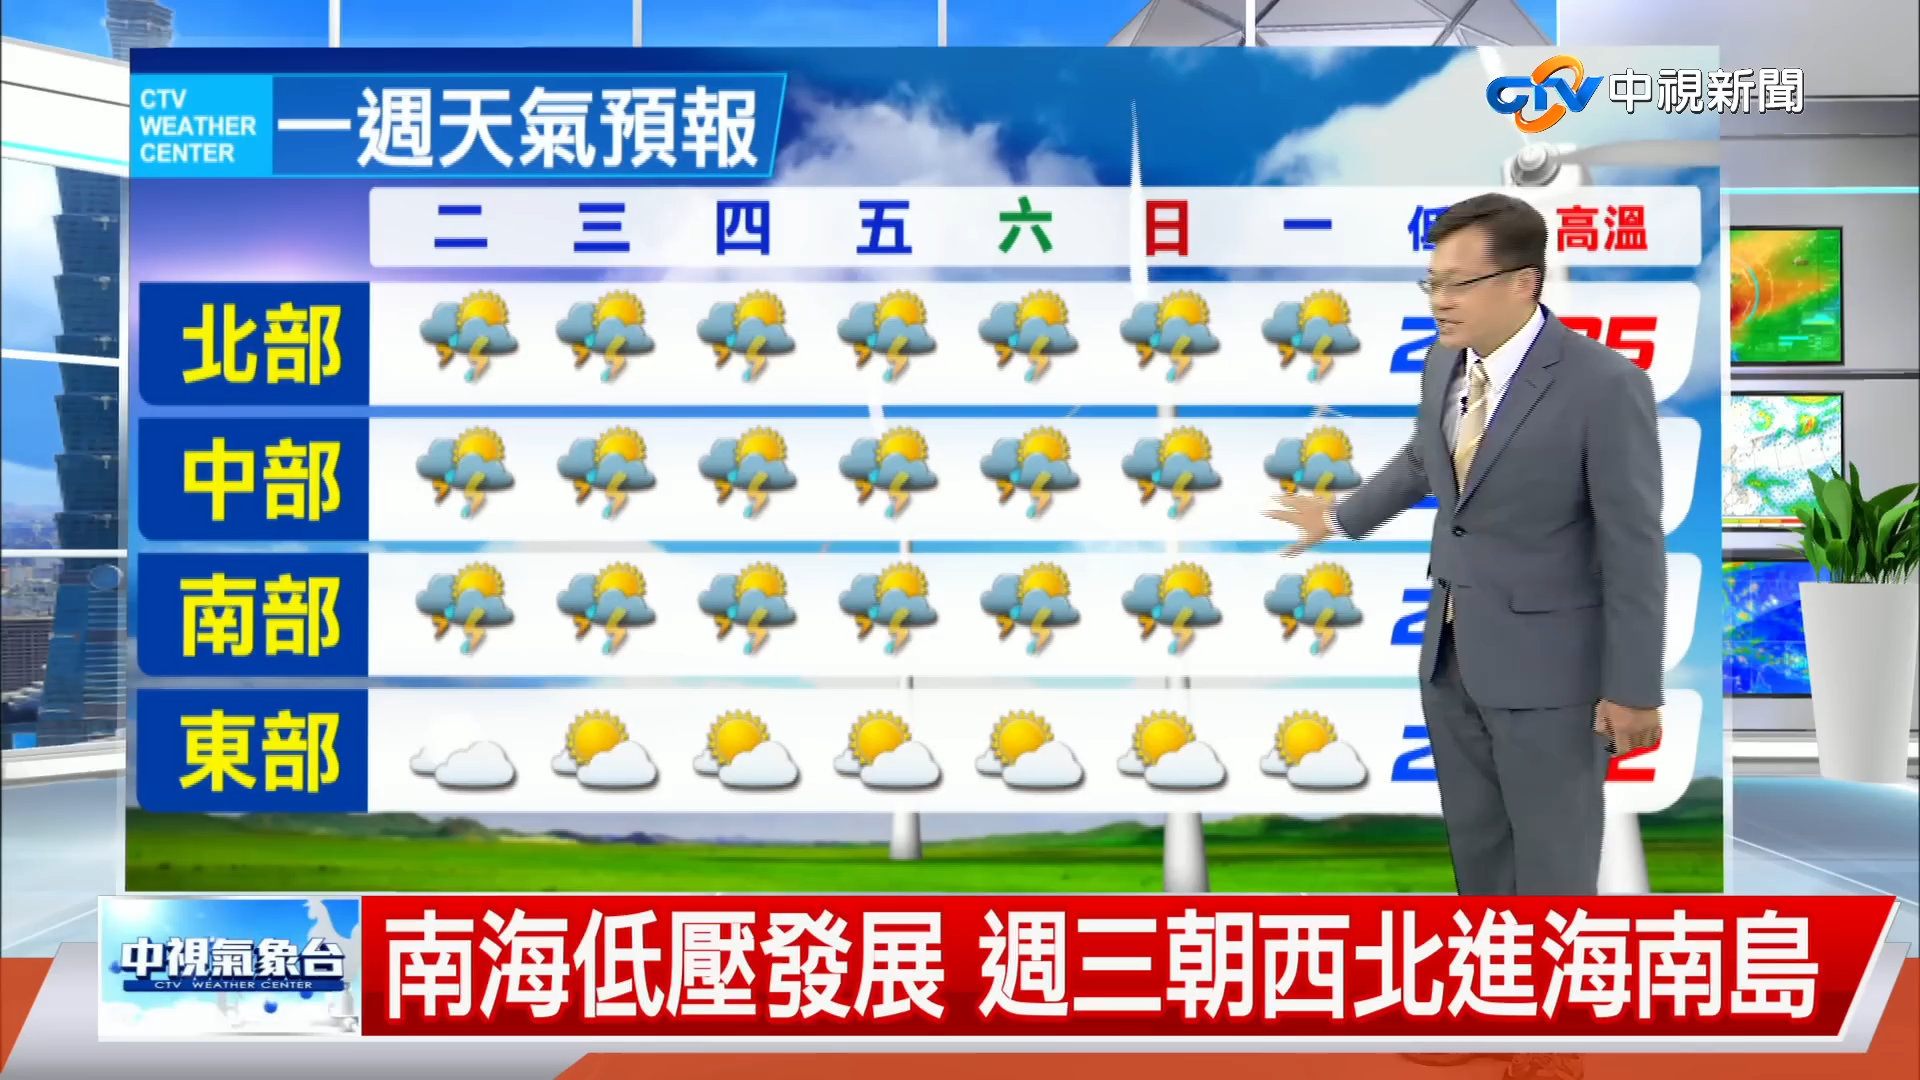 CTV
WEATHER
CENTER
一週天氣預報
CTV 中視新聞
二 三 四 五 六 日 一 高溫
北部
中部
南部
東部
中視氣象台
CTV WEATHER CENTER
南海低壓發展 週三朝西北進海南島